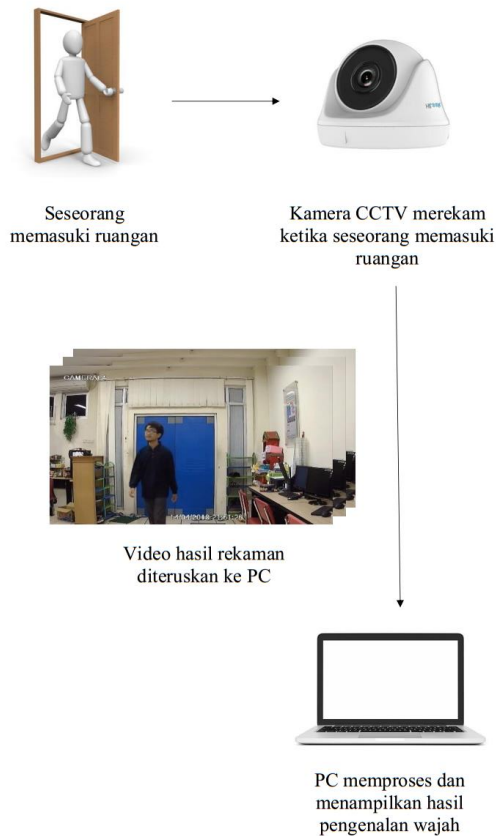 Seseorang
memasuki ruangan
Kamera CCTV merekam
ketika seseorang memasuki
ruangan
Video hasil rekaman
diteruskan ke PC
PC memproses dan
menampilkan hasil
pengenalan wajah